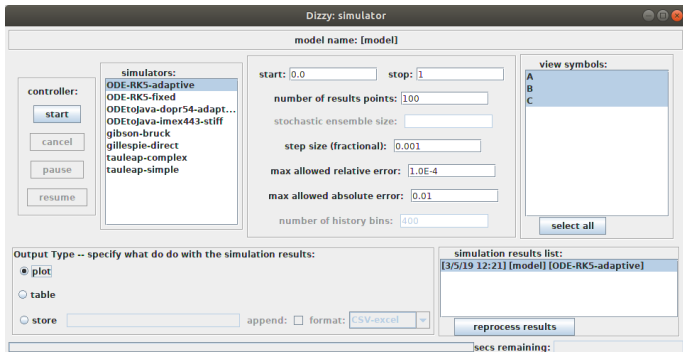 Dizzy: simulator
model name: [model]
controller:
start
cancel
pause
resume
simulators:
ODE-RK5-adaptive
ODE-RK5-fixed
ODEtoJava-dopr54-adapt...
ODEtoJava-imex443-stiff
gibson-bruck
gillespie-direct
tauleap-complex
tauleap-simple
start: 0.0 stop: 1
number of results points: 100
stochastic ensemble size:
step size (fractional): 0.001
max allowed relative error: 1.0E-4
max allowed absolute error: 0.01
number of history bins: 400
view symbols:
A
B
C
select all
Output Type -- specify what do do with the simulation results:
plot
table
store append: format: CSV-excel
simulation results list:
[3/5/19 12:21] [model] [ODE-RK5-adaptive]
reprocess results
secs remaining: